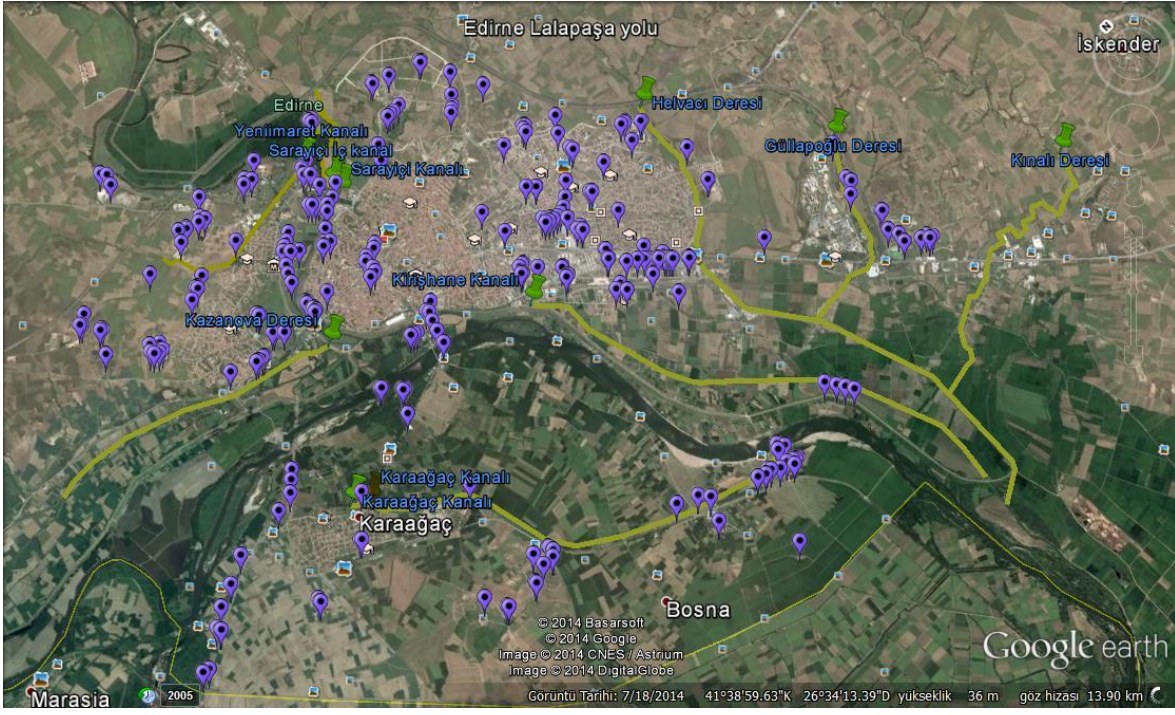 Edirne Lalapaşa yolu
İskender
Edirne
Helvacı Deresi
Yeniimaret Kanalı
Güllapoğlu Deresi
Sarayiçi İç kanal
Kınalı Deresi
Sarayiçi Kanalı
Kirişhane Kanalı
Kazanova Deresi
Karaağaç Kanalı
Karaağaç Kanalı
Karaağaç
Bosna
© 2014 Basarsoft
© 2014 Google
Image © 2014 CNES / Astrium
Image © 2014 DigitalGlobe
Google earth
Marasia
2005
Görüntü Tarihi: 7/18/2014 41°38'59.63"K 26°34'13.39"D yükseklik 36 m göz hizası 13.90 km